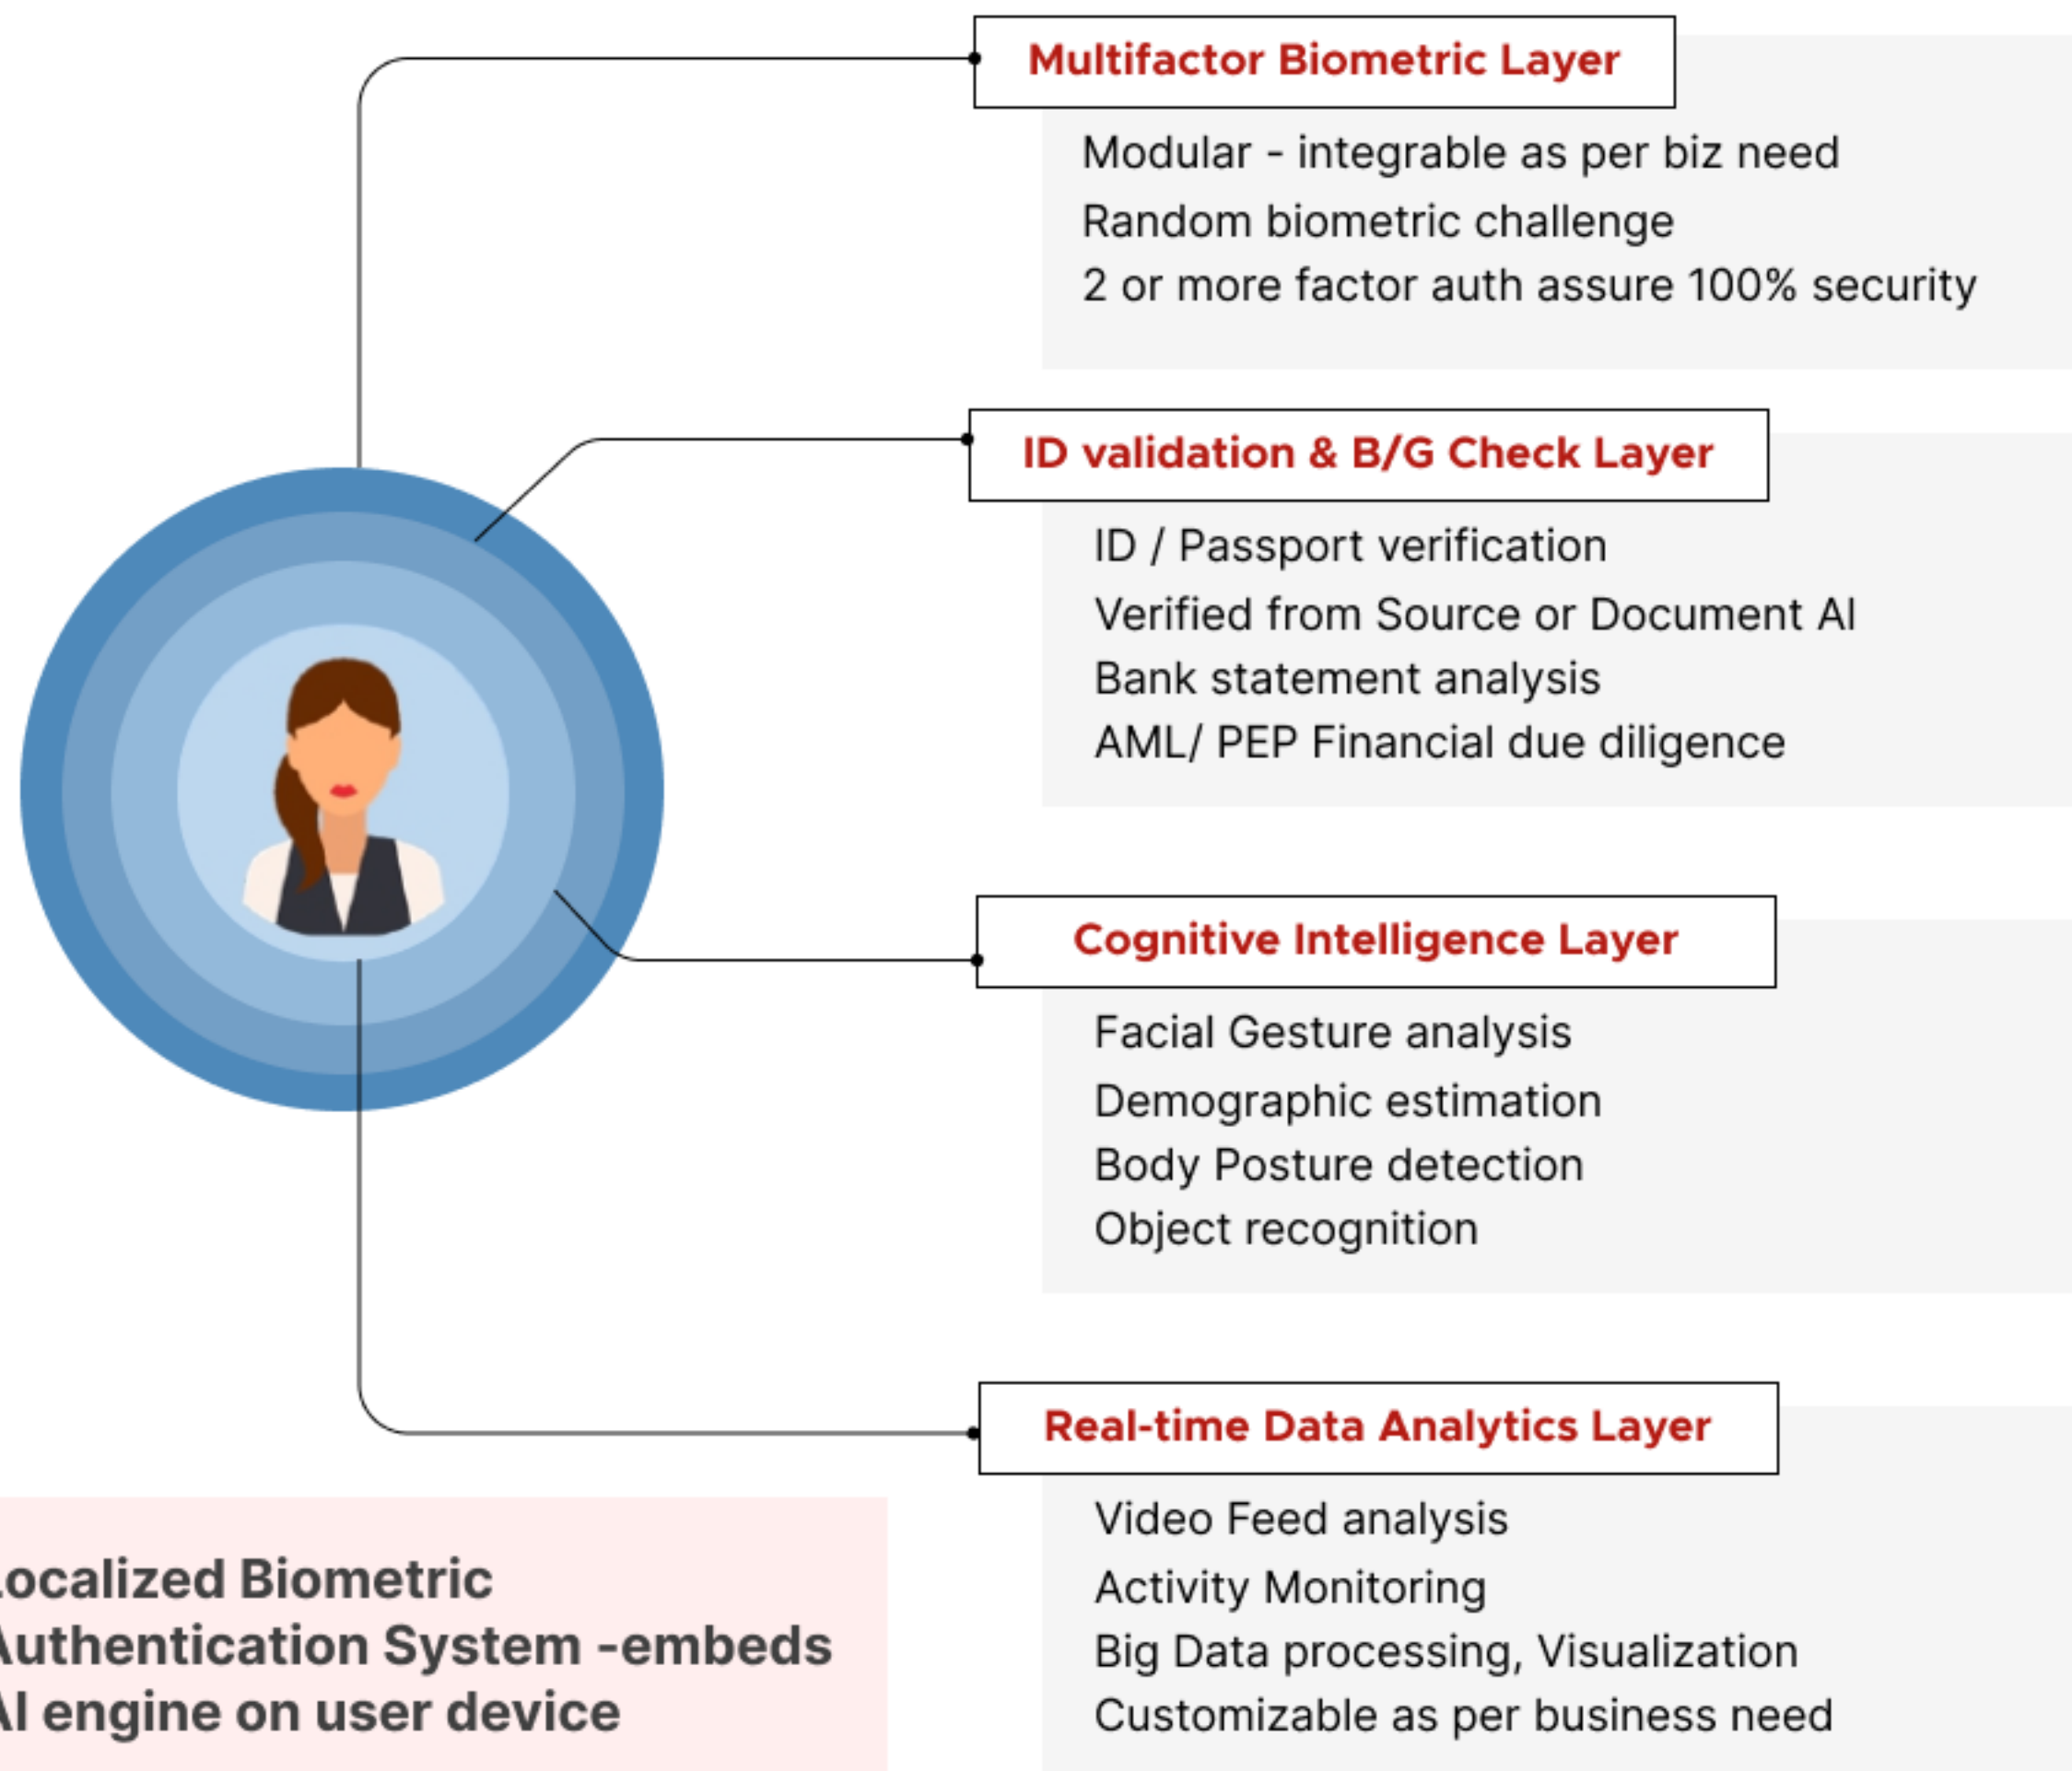 Multifactor Biometric Layer
Modular - integrable as per biz need
Random biometric challenge
2 or more factor auth assure 100% security
ID validation & B/G Check Layer
ID / Passport verification
Verified from Source or Document AI
Bank statement analysis
AML/ PEP Financial due diligence
Cognitive Intelligence Layer
Facial Gesture analysis
Demographic estimation
Body Posture detection
Object recognition
Real-time Data Analytics Layer
Video Feed analysis
Activity Monitoring
Big Data processing, Visualization
Customizable as per business need
Localized Biometric
Authentication System -embeds
AI engine on user device